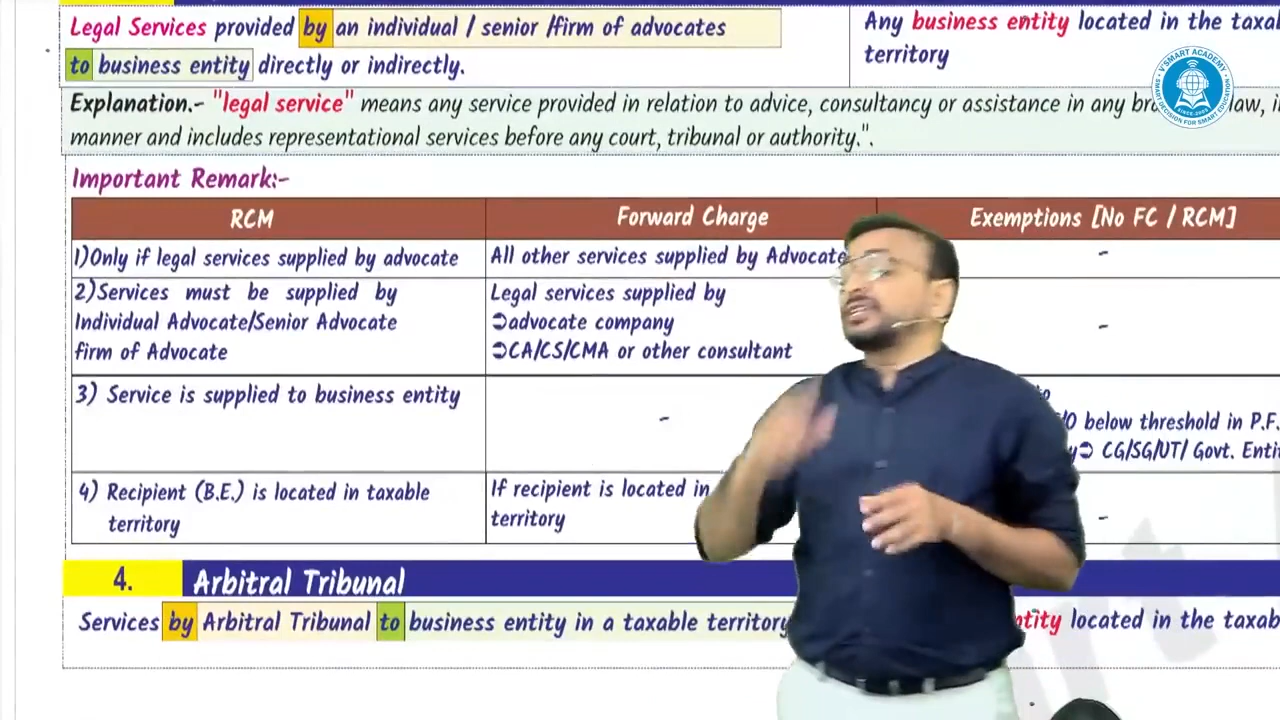 Legal Services provided by an individual / senior /firm of advocates
to business entity directly or indirectly.
Any business entity located in the
territory
V'SMART ACADEMY
SMART DECISION FOR SMART EDUCATION
Explanation.- "legal service" means any service provided in relation to advice, consultancy or assistance in any law,
manner and includes representational services before any court, tribunal or authority.".
Important Remark:-
RCM
Forward Charge
Exemptions [No FC / RCM]
1)Only if legal services supplied by advocate
All other services supplied by Advocate
-
2)Services must be supplied by
Individual Advocate/Senior Advocate
firm of Advocate
Legal services supplied by
⊃advocate company
⊃CA/CS/CMA or other consultant
-
3) Service is supplied to business entity
-
below threshold in P.F.
⊃ CG/SG/UT/ Govt.
4) Recipient (B.E.) is located in taxable
territory
If recipient is located in
territory
-
4.
Arbitral Tribunal
Services by Arbitral Tribunal to business entity in a taxable territory
located in the